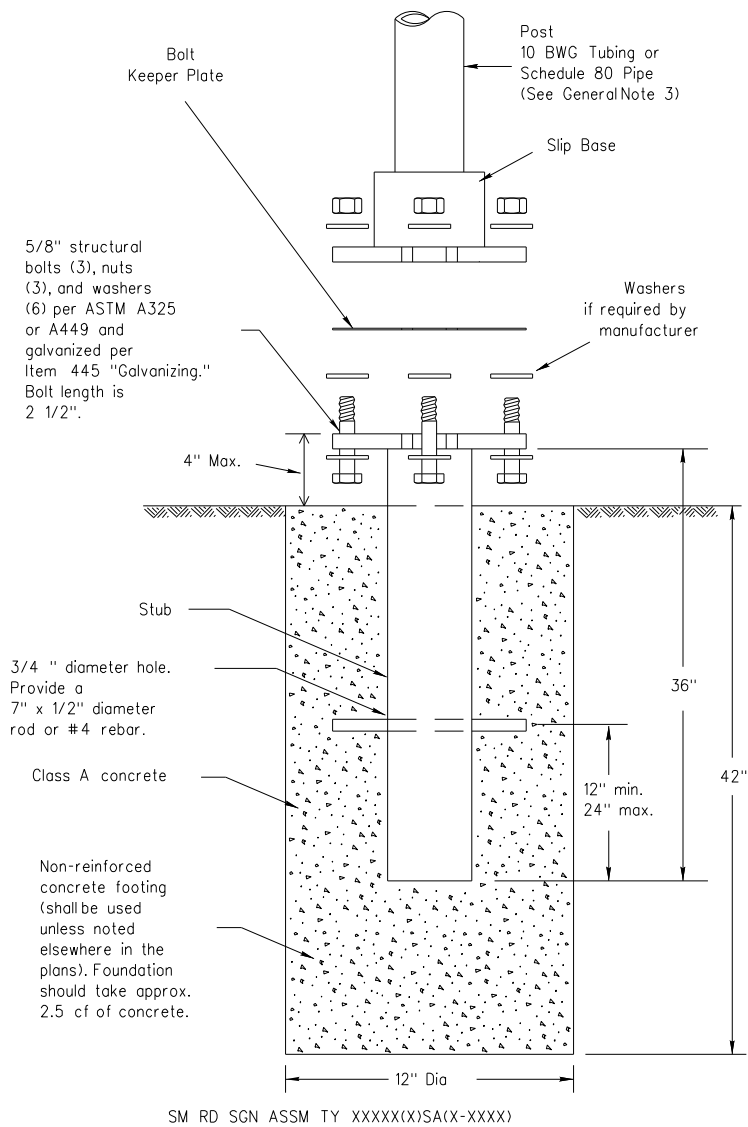 Bolt
Keeper Plate
Post
10 BWG Tubing or
Schedule 80 Pipe
(See General Note 3)
Slip Base
5/8" structural
bolts (3), nuts
(3), and washers
(6) per ASTM A325
or A449 and
galvanized per
Item 445 "Galvanizing."
Bolt length is
2 1/2".
Washers
if required by
manufacturer
4" Max.
Stub
3/4 " diameter hole.
Provide a
7" x 1/2" diameter
rod or #4 rebar.
36"
Class A concrete
12" min.
24" max.
42"
Non-reinforced
concrete footing
(shall be used
unless noted
elsewhere in the
plans). Foundation
should take approx.
2.5 cf of concrete.
12" Dia
SM RD SGN ASSM TY XXXXX(X)SA(X-XXXX)